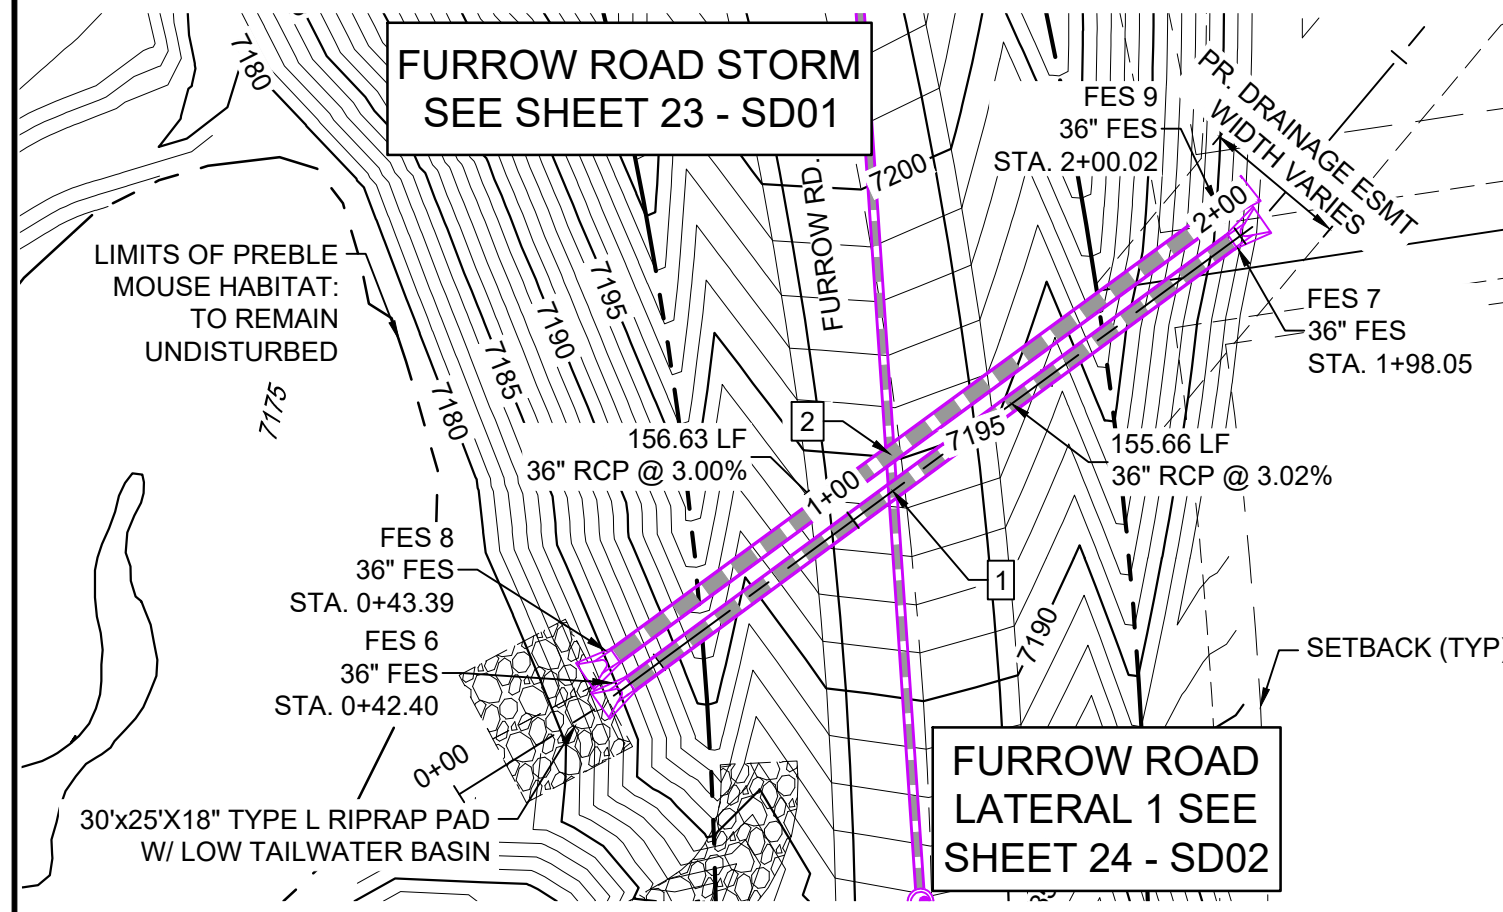 FURROW ROAD STORM
SEE SHEET 23 - SD01
7180
PR. DRAINAGE ESMT
WIDTH VARIES
FES 9
36" FES
STA. 2+00.02
7200
FURROW RD.
2+00
LIMITS OF PREBLE
MOUSE HABITAT:
TO REMAIN
UNDISTURBED
7195
7190
7185
7180
7175
FES 7
36" FES
STA. 1+98.05
2
156.63 LF
36" RCP @ 3.00%
7195
155.66 LF
36" RCP @ 3.02%
1+00
1
FES 8
36" FES
STA. 0+43.39
FES 6
36" FES
STA. 0+42.40
7190
SETBACK (TYP)
0+00
30'x25'X18" TYPE L RIPRAP PAD
W/ LOW TAILWATER BASIN
FURROW ROAD
LATERAL 1 SEE
SHEET 24 - SD02